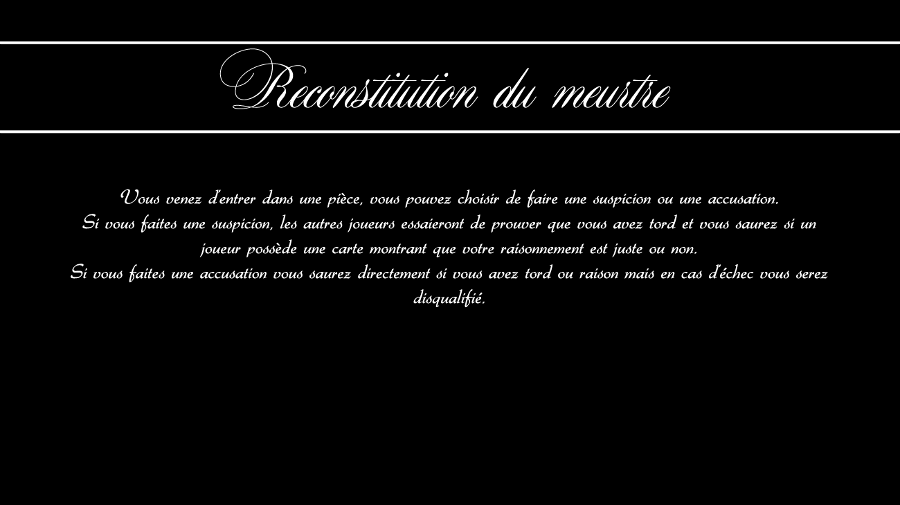 Reconstitution du meurtre
Vous venez d'entrer dans une pièce, vous pouvez choisir de faire une suspicion ou une accusation.
Si vous faites une suspicion, les autres joueurs essaieront de prouver que vous avez tord et vous saurez si un
joueur possède une carte montrant que votre raisonnement est juste ou non.
Si vous faites une accusation vous saurez directement si vous avez tord ou raison mais en cas d'échec vous serez
disqualifié.